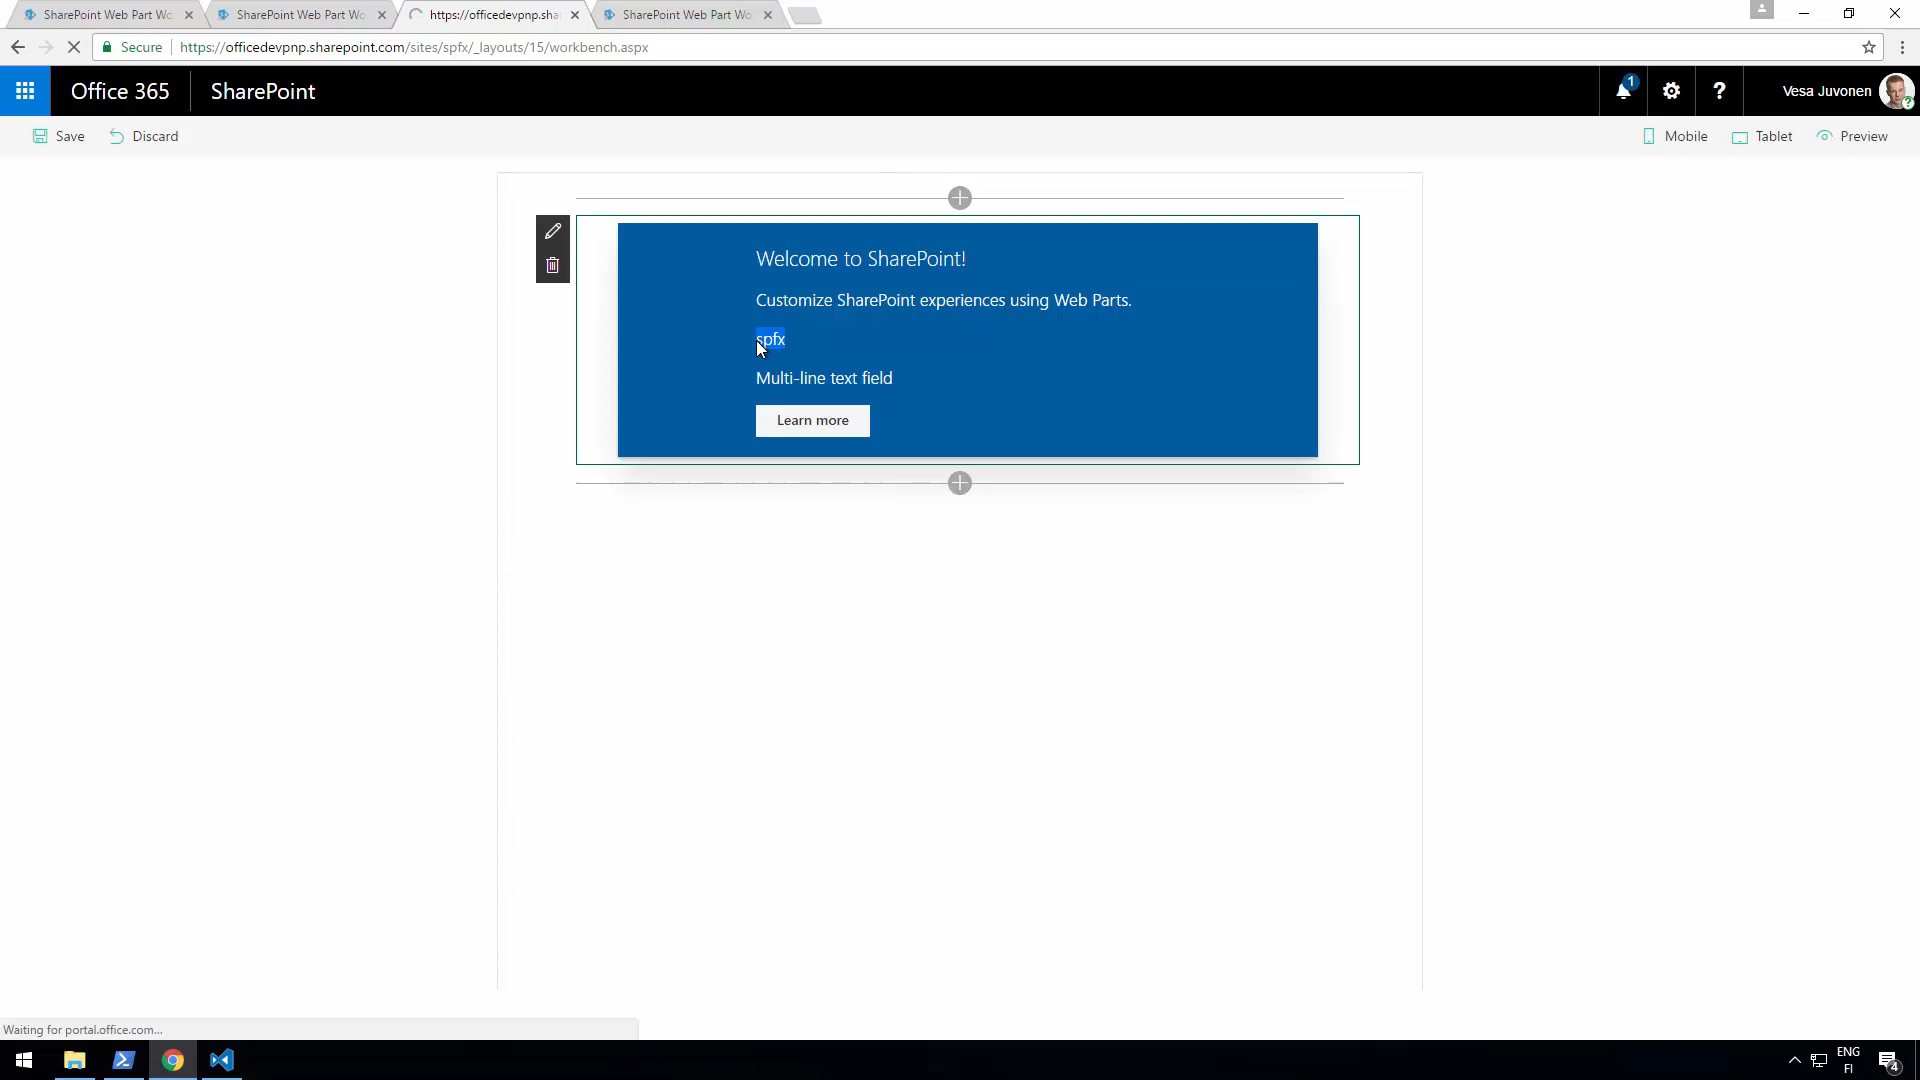 SharePoint Web Part Wo
SharePoint Web Part Wo
https://officedevpnp.sha
SharePoint Web Part Wo
Secure
https://officedevpnp.sharepoint.com/sites/spfx/_layouts/15/workbench.aspx
Office 365
SharePoint
1
?
Vesa Juvonen
?
Save
Discard
Mobile
Tablet
Preview
Welcome to SharePoint!
Customize SharePoint experiences using Web Parts.
spfx
Multi-line text field
Learn more
Waiting for portal.office.com...
ENG
FI
4